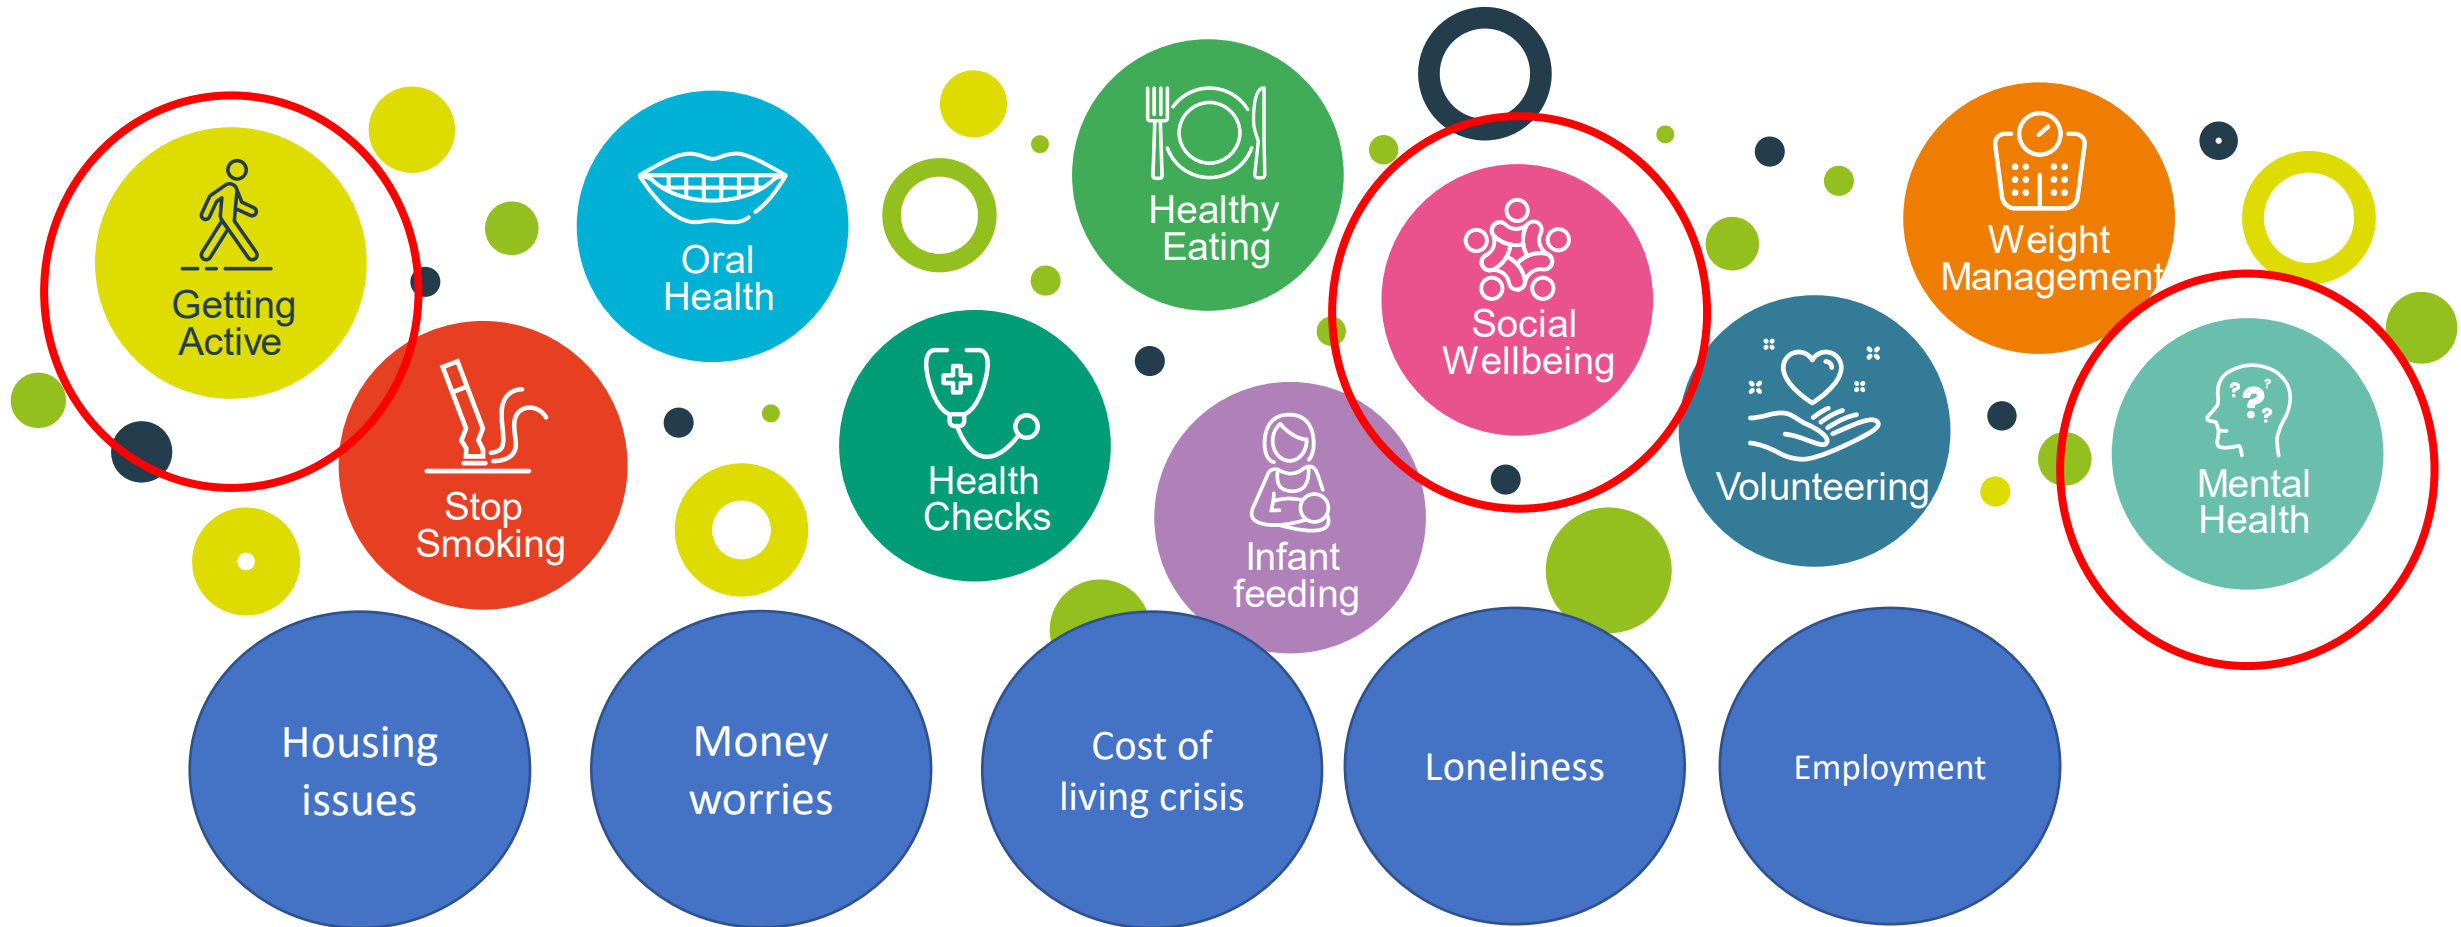 Getting
Active
Stop
Smoking
Oral
Health
Health
Checks
Healthy
Eating
Infant
feeding
Social
Wellbeing
Volunteering
Weight
Management
Mental
Health
Housing
issues
Money
worries
Cost of
living crisis
Loneliness
Employment